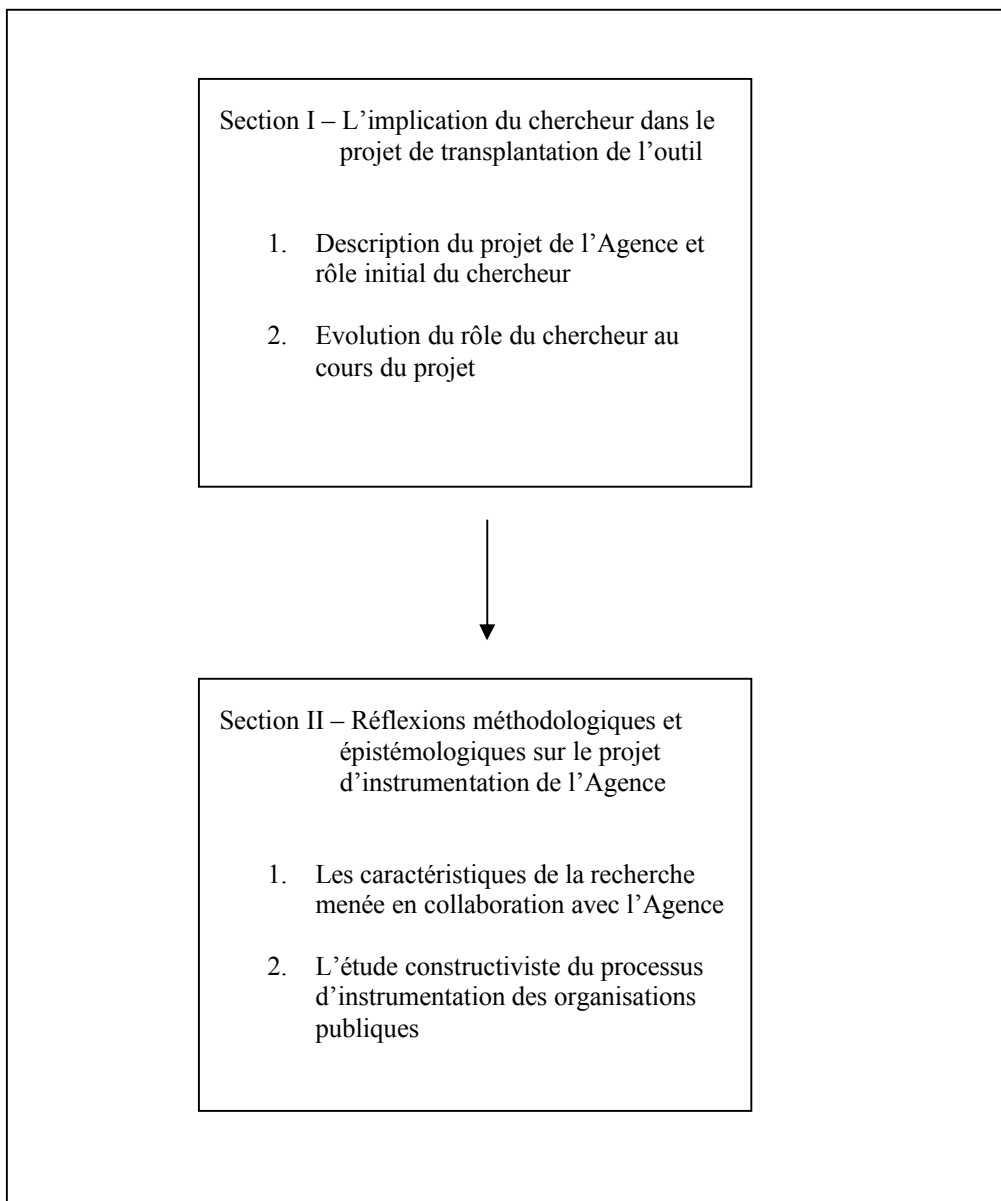 Section I – L’implication du chercheur dans le
projet de transplantation de l’outil
1. Description du projet de l’Agence et
rôle initial du chercheur
2. Evolution du rôle du chercheur au
cours du projet
Section II – Réflexions méthodologiques et
épistémologiques sur le projet
d’instrumentation de l’Agence
1. Les caractéristiques de la recherche
menée en collaboration avec l’Agence
2. L’étude constructiviste du processus
d’instrumentation des organisations
publiques